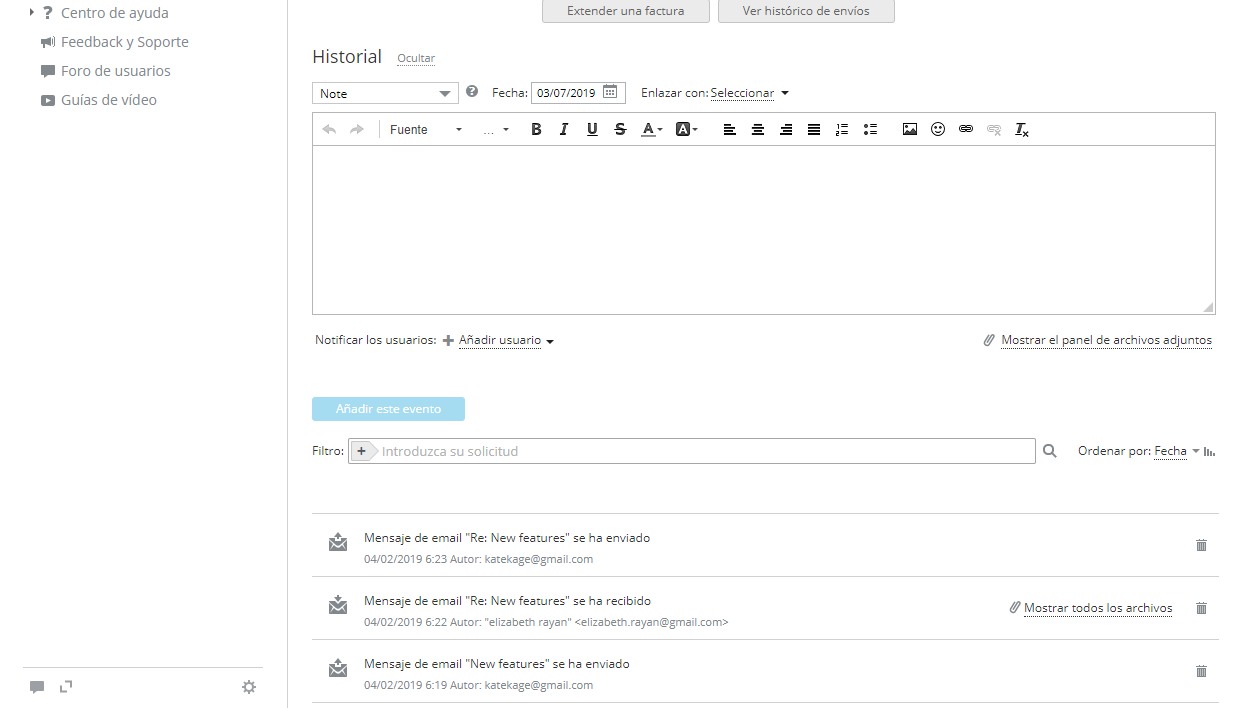 Centro de ayuda
Feedback y Soporte
Foro de usuarios
Guías de vídeo
Extender una factura
Ver histórico de envíos
Historial Ocultar
Note Fecha: 03/07/2019 Enlazar con: Seleccionar
Fuente ...
Notificar los usuarios: Añadir usuario
Mostrar el panel de archivos adjuntos
Añadir este evento
Filtro: Introduzca su solicitud Ordenar por: Fecha
Mensaje de email "Re: New features" se ha enviado
04/02/2019 6:23 Autor: katekage@gmail.com
Mensaje de email "Re: New features" se ha recibido
04/02/2019 6:22 Autor: "elizabeth rayan" <elizabeth.rayan@gmail.com>
Mostrar todos los archivos
Mensaje de email "New features" se ha enviado
04/02/2019 6:19 Autor: katekage@gmail.com